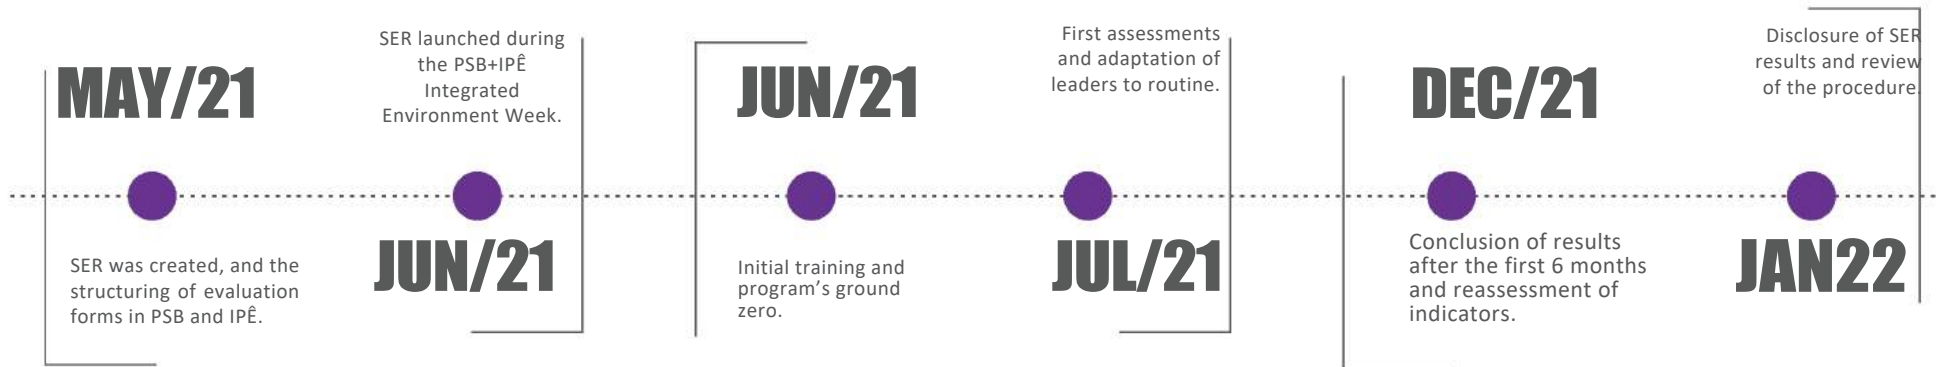 MAY/21
SER was created, and the
structuring of evaluation
forms in PSB and IPÊ.
SER launched during
the PSB+IPÊ
Integrated
Environment Week.
JUN/21
JUN/21
Initial training and
program’s ground
zero.
First assessments
and adaptation of
leaders to routine.
JUL/21
DEC/21
Conclusion of results
after the first 6 months
and reassessment of
indicators.
Disclosure of SER
results and review
of the procedure.
JAN22